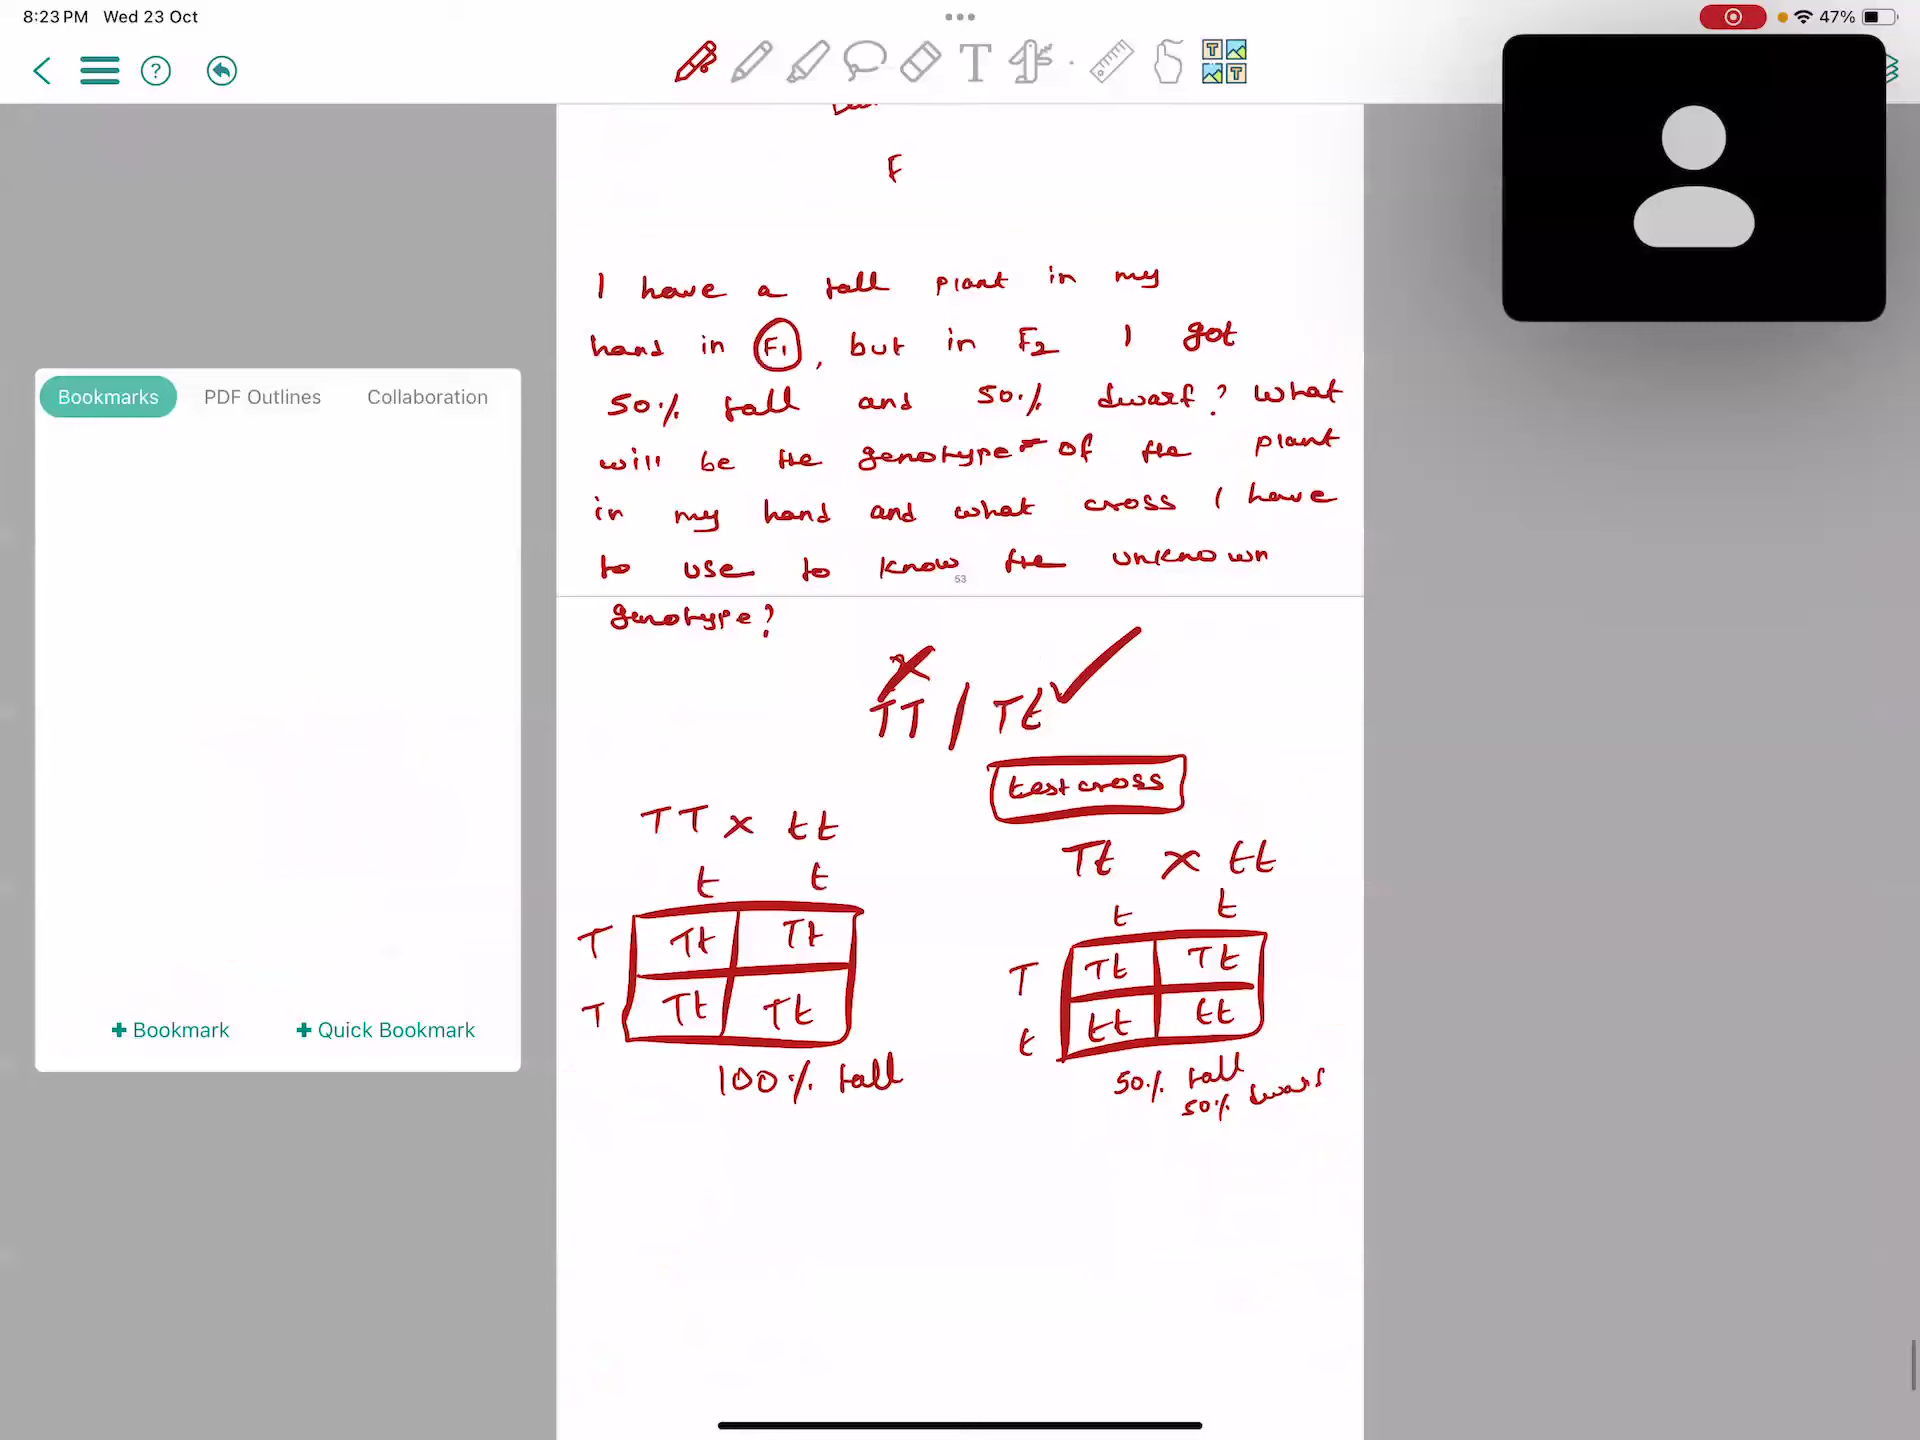 8:23 PM Wed 23 Oct
47%
T
T
T
Bookmarks PDF Outlines Collaboration
+ Bookmark + Quick Bookmark
F
I have a tall plant in my
hand in F1, but in F2 I got
50% tall and 50% dwarf? What
will be the genotype of the plant
in my hand and what cross I have
to use to know the unknown
53
genotype?
TT / Tt
test cross
TT x tt
Tt x tt
t t
t t
T Tt Tt
T Tt Tt
T Tt Tt
t tt tt
100% tall
50% tall
50% dwarf